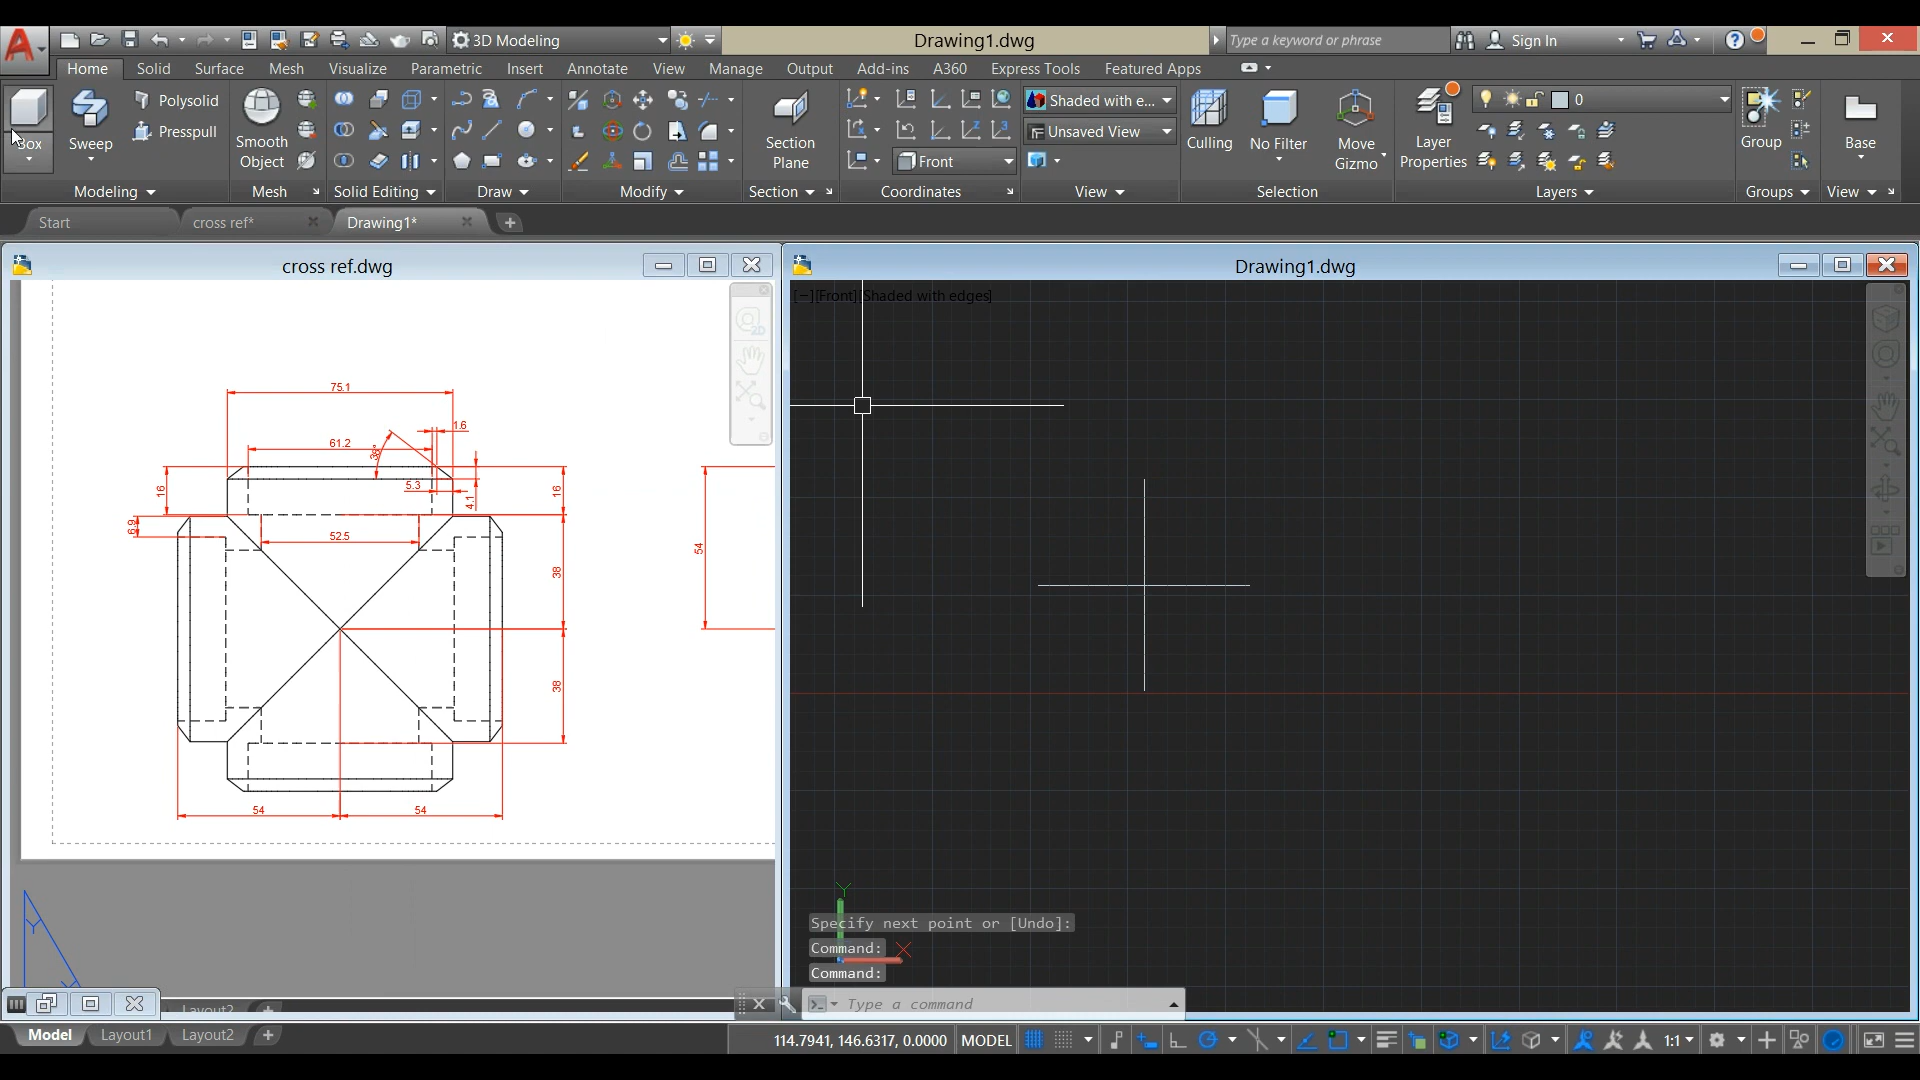 3D Modeling
Drawing1.dwg
Type a keyword or phrase
Sign In
Home Solid Surface Mesh Visualize Parametric Insert Annotate View Manage Output Add-ins A360 Express Tools Featured Apps
Box
Sweep
Polysolid
Presspull
Smooth
Object
Section
Plane
Shaded with e...
Unsaved View
Front
Culling
No Filter
Move
Gizmo
Layer
Properties
0
Group
Base
Modeling
Mesh
Solid Editing
Draw
Modify
Section
Coordinates
View
Selection
Layers
Groups
View
Start
cross ref*
Drawing1*
cross ref.dwg
Drawing1.dwg
[−][Front][Shaded with edges]
75.1
1.6
61.2
38°
5.3
4.1
16
16
6.9
52.5
54
38
38
54
54
Y
Y
X
Specify next point or [Undo]:
Command:
Command:
Type a command
Layout2
Model
Layout1
Layout2
114.7941, 146.6317, 0.0000
MODEL
1:1